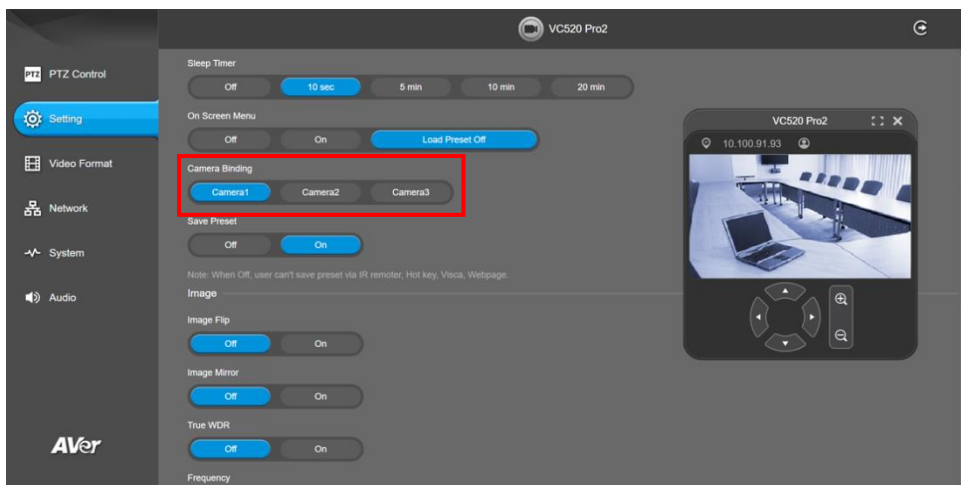 VC520 Pro2
PTZ PTZ Control
Setting
Video Format
Network
System
Audio
AVer
Sleep Timer
Off 10 sec 5 min 10 min 20 min
On Screen Menu
Off On Load Preset Off
Camera Binding
Camera1 Camera2 Camera3
Save Preset
Off On
Note: When Off, user can't save preset via IR remoter, Hot key, Visca, Webpage.
Image
Image Flip
Off On
Image Mirror
Off On
True WDR
Off On
Frequency
VC520 Pro2
10.100.91.93